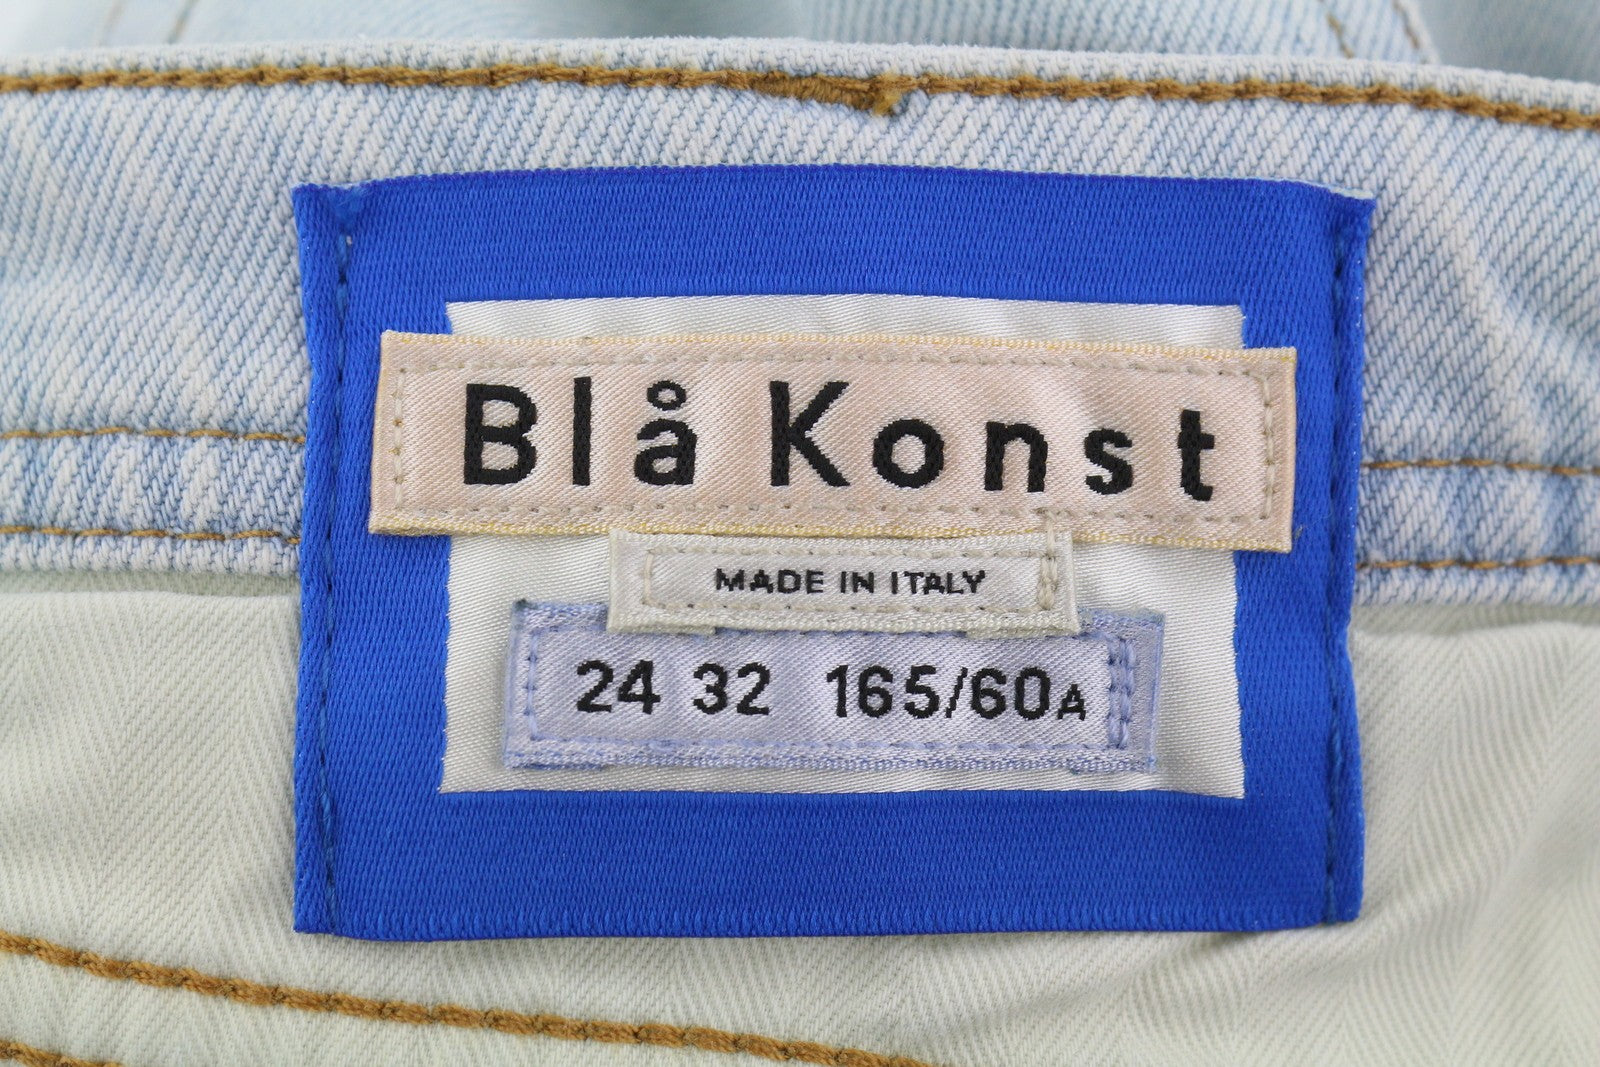 Blå Konst
MADE IN ITALY
24 32 165/60A